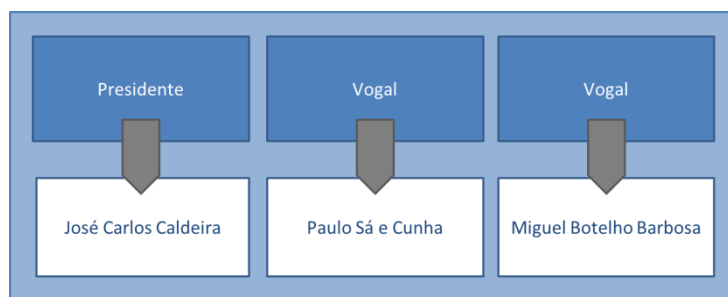 Presidente
Vogal
Vogal
José Carlos Caldeira
Paulo Sá e Cunha
Miguel Botelho Barbosa